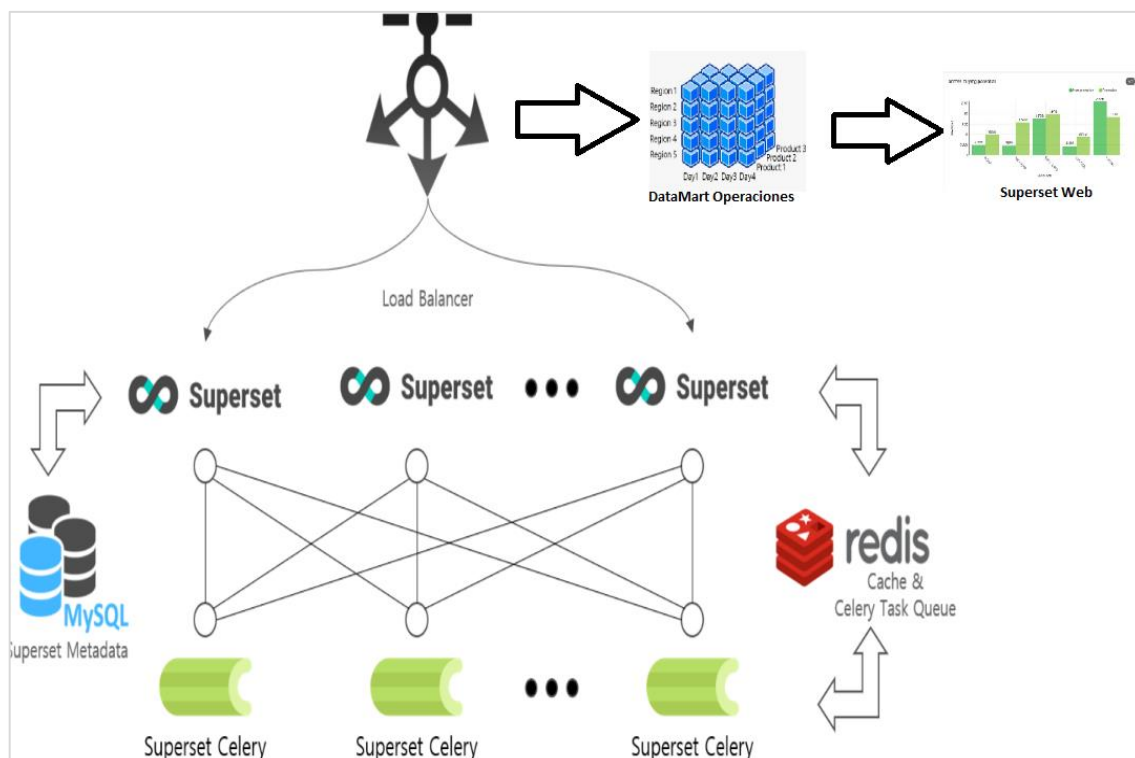 Region 1
Region 2
Region 3
Region 4
Region 5
Product 3
Product 2
Product 1
Day1 Day2 Day3 Day4
DataMart Operaciones
Superset Web
Load Balancer
Superset
Superset
Superset
MySQL
Superset Metadata
redis
Cache &
Celery Task Queue
Superset Celery
Superset Celery
Superset Celery